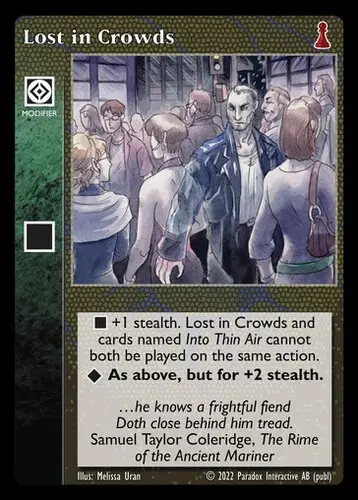 Lost in Crowds
MODIFIER
+1 stealth. Lost in Crowds and
cards named Into Thin Air cannot
both be played on the same action.
As above, but for +2 stealth.
…he knows a frightful fiend
Doth close behind him tread.
Samuel Taylor Coleridge, The Rime
of the Ancient Mariner
Illus: Melissa Uran © 2022 Paradox Interactive AB (publ)